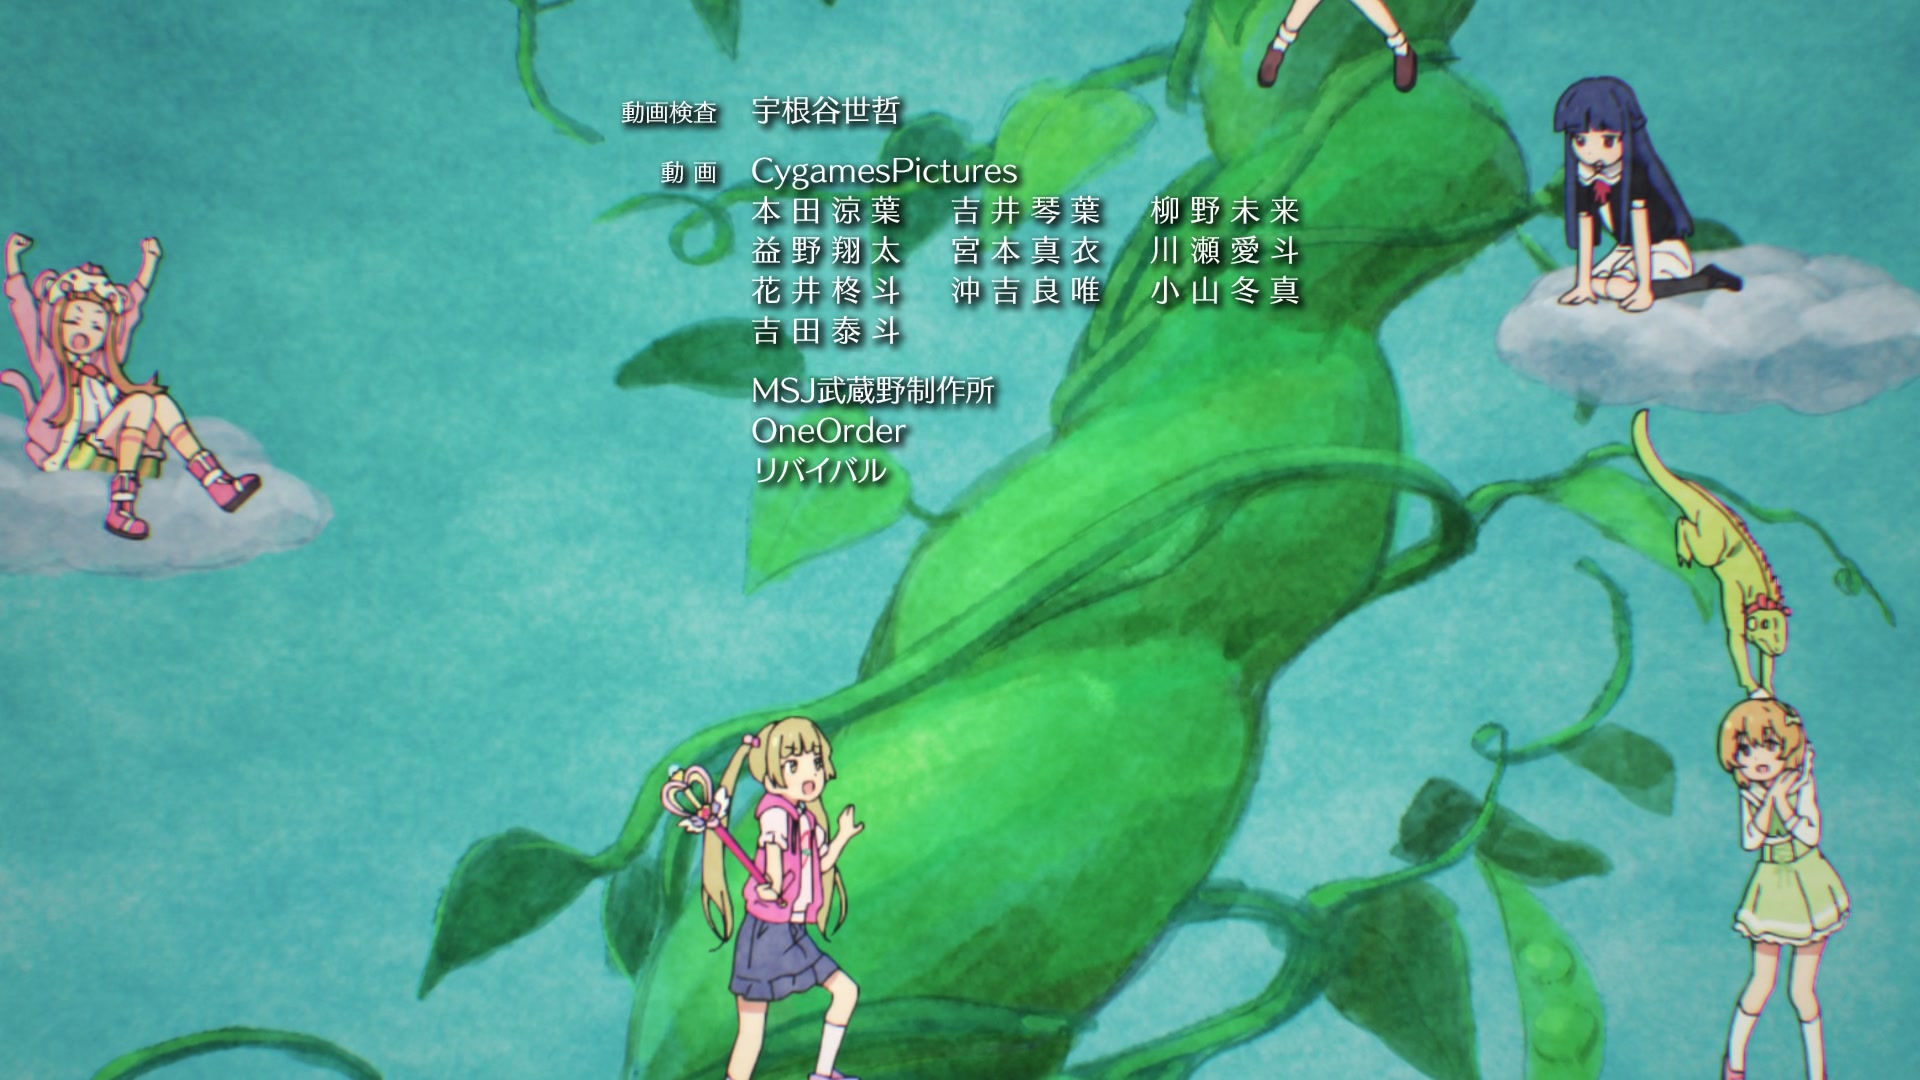 動画検査 宇根谷世哲
動画 CygamesPictures
本田涼葉 吉井琴葉 柳野未来
益野翔太 宮本真衣 川瀬愛斗
花井柊斗 沖吉良唯 小山冬真
吉田泰斗
MSJ武蔵野制作所
OneOrder
リバイバル